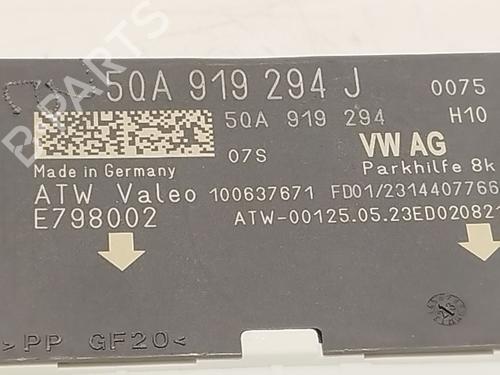 5QA 919 294 J 0075
5QA 919 294 H10
07S VW AG
Made in Germany Parkhilfe 8k
ATW Valeo 100637671 FD01/2314407766
E798002 ATW-00125.05.23ED020821
>PP GF20<
B-PARTS